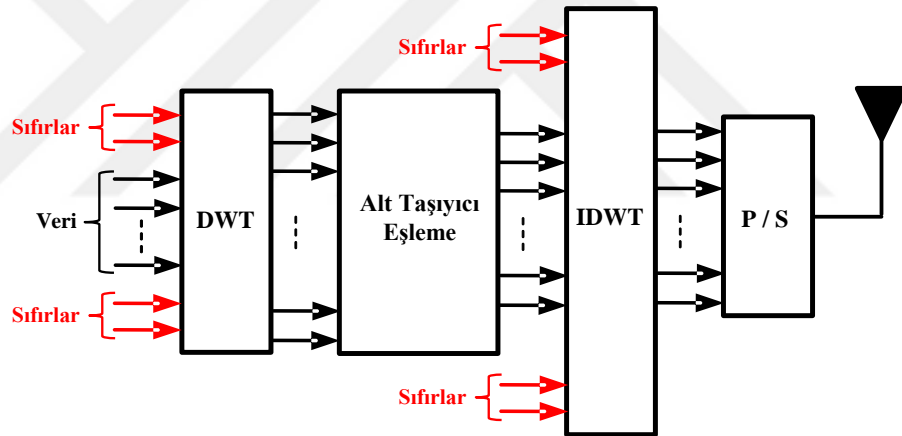 Sıfırlar
Sıfırlar
Veri
Sıfırlar
DWT
Alt Taşıyıcı
Eşleme
Sıfırlar
IDWT
P / S